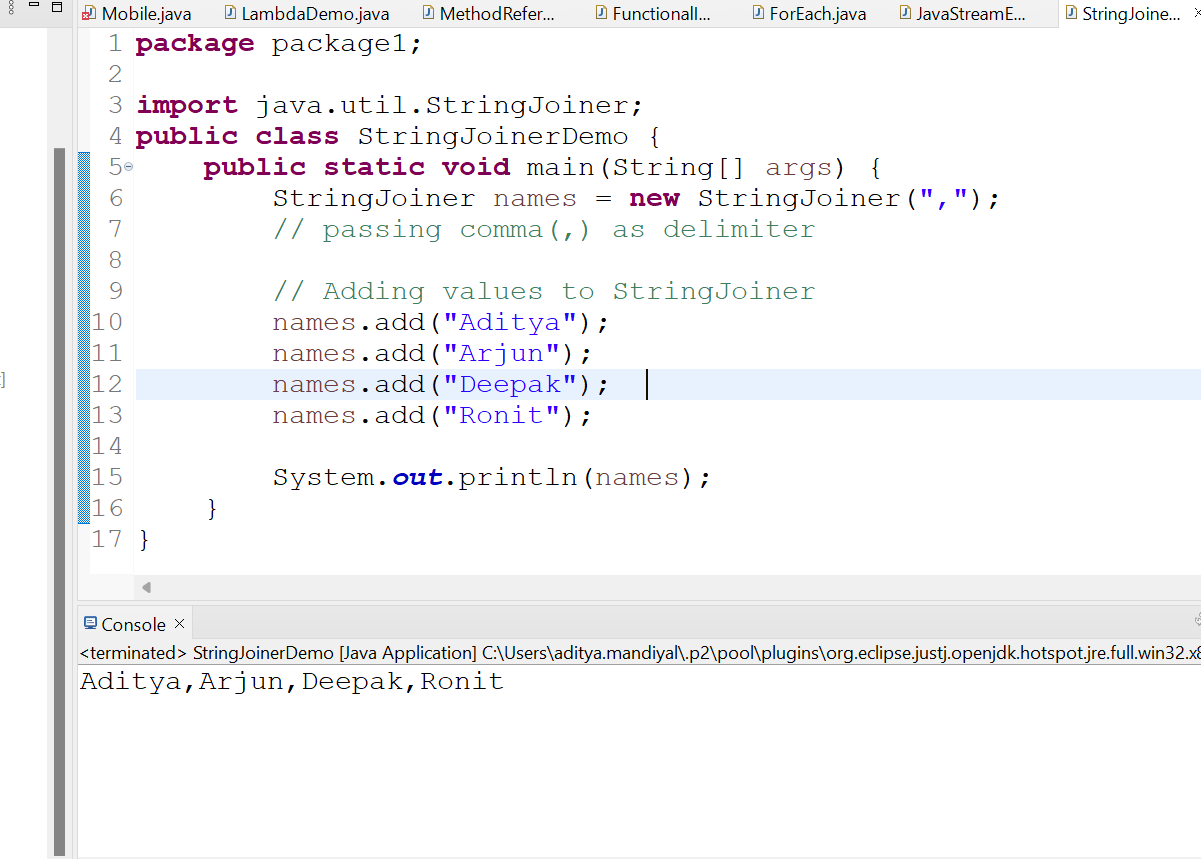 Mobile.java LambdaDemo.java MethodRefer... Functionall... ForEach.java JavaStreamE... StringJoine...
1 package package1;
2
3 import java.util.StringJoiner;
4 public class StringJoinerDemo {
5 public static void main(String[] args) {
6 StringJoiner names = new StringJoiner(",");
7 // passing comma(,) as delimiter
8
9 // Adding values to StringJoiner
10 names.add("Aditya");
11 names.add("Arjun");
12 names.add("Deepak");
13 names.add("Ronit");
14
15 System.out.println(names);
16 }
17 }
Console
<terminated> StringJoinerDemo [Java Application] C:\Users\aditya.mandiyal\.p2\pool\plugins\org.eclipse.justj.openjdk.hotspot.jre.full.win32.x8
Aditya,Arjun,Deepak,Ronit